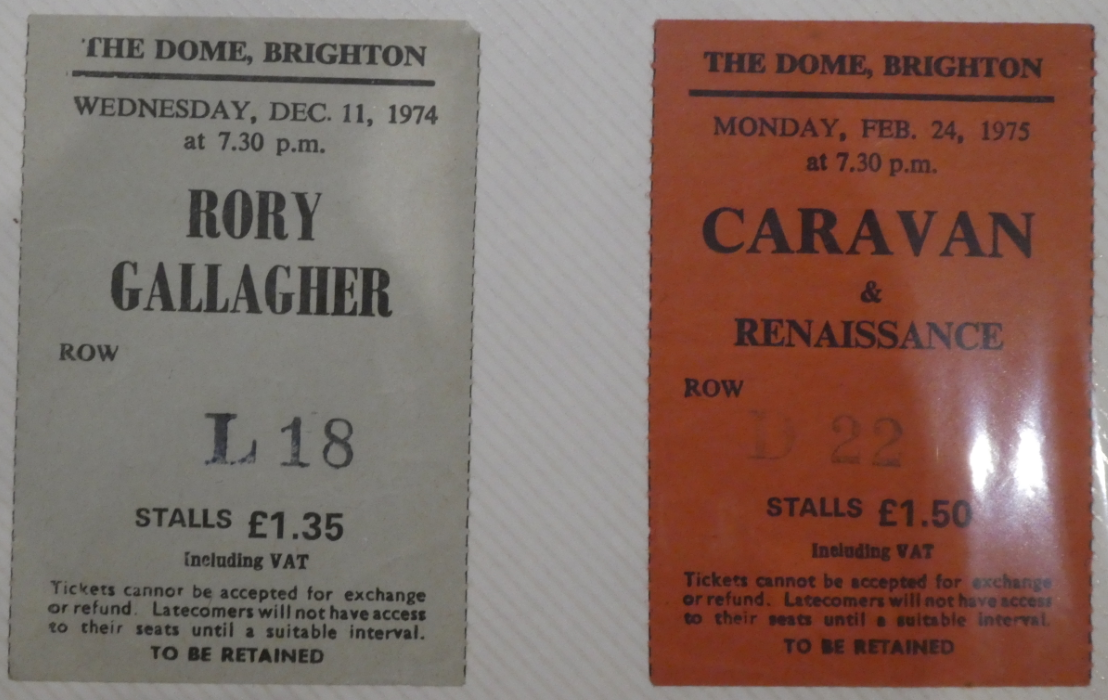 THE DOME, BRIGHTON
WEDNESDAY, DEC. 11, 1974
at 7.30 p.m.
RORY
GALLAGHER
ROW
L 18
STALLS £1.35
Including VAT
Tickets cannot be accepted for exchange
or refund. Latecomers will not have access
to their seats until a suitable interval.
TO BE RETAINED
THE DOME, BRIGHTON
MONDAY, FEB. 24, 1975
at 7.30 p.m.
CARAVAN
&
RENAISSANCE
ROW
D 22
STALLS £1.50
Including VAT
Tickets cannot be accepted for exchange
or refund. Latecomers will not have access
to their seats until a suitable interval.
TO BE RETAINED